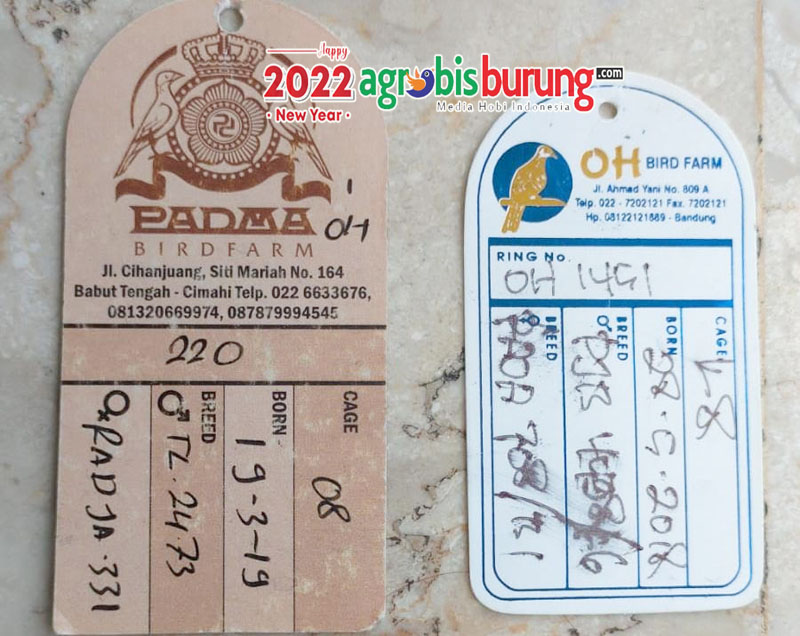 Happy
2022
• New Year •
agrobisburung.com
Media Hobi Indonesia
PADMA
BIRDFARM
OH
Jl. Cihanjuang, Siti Mariah No. 164
Babut Tengah - Cimahi Telp. 022 6633676,
081320669974, 087879994545
220
CAGE
08
BORN
19-3-19
BREED
♂ TL. 2473
♀ PADJA. 331
OH BIRD FARM
Jl. Ahmad Yani No. 809 A
Telp. 022 - 7202121 Fax. 7202121
Hp. 08122121889 - Bandung
RING No.
OH 1451
CAGE
L8
BORN
BREED
♂
BREED
♀